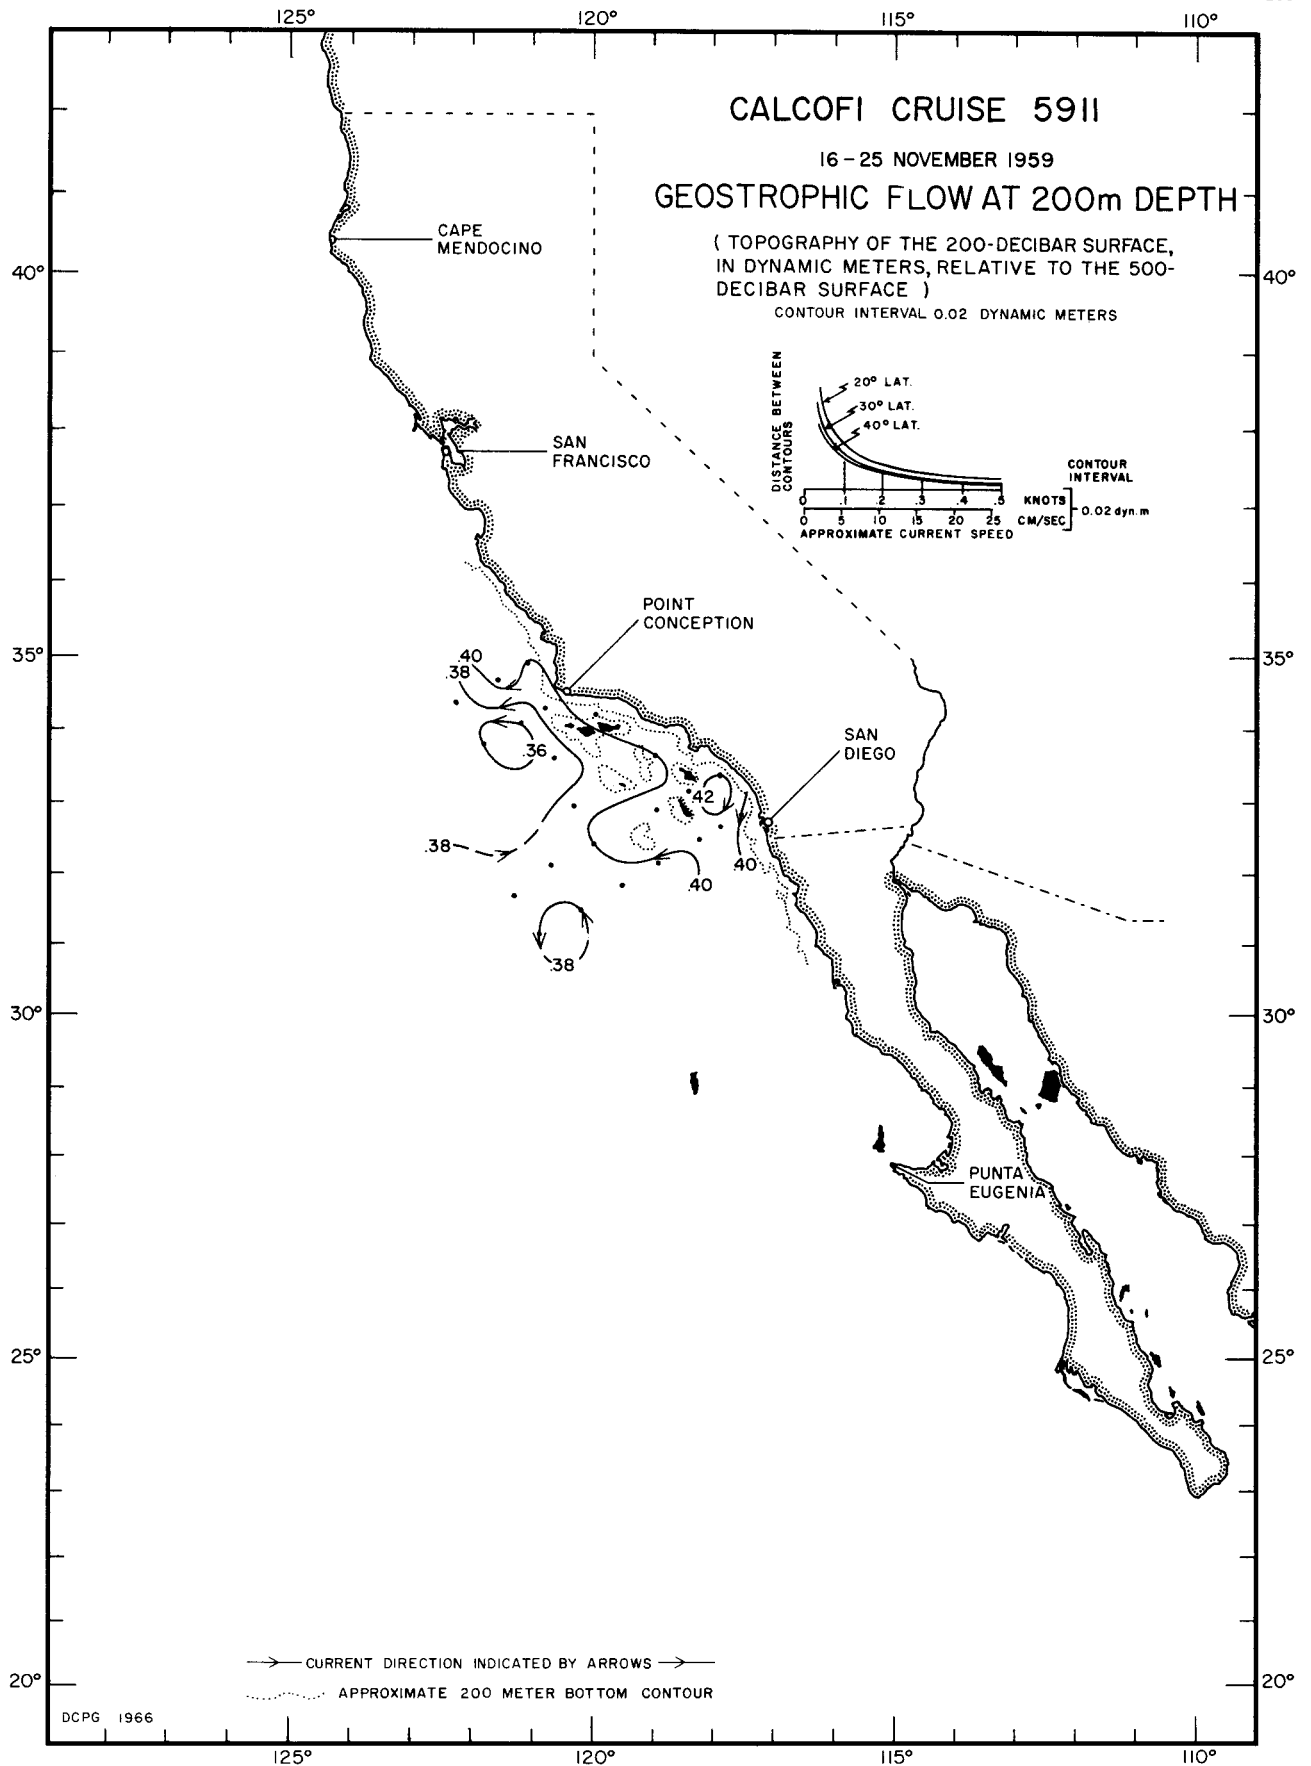 125° 120° 115° 110°
CALCOFI CRUISE 5911
16-25 NOVEMBER 1959
GEOSTROPHIC FLOW AT 200m DEPTH
( TOPOGRAPHY OF THE 200-DECIBAR SURFACE,
IN DYNAMIC METERS, RELATIVE TO THE 500-
DECIBAR SURFACE )
CONTOUR INTERVAL 0.02 DYNAMIC METERS
CAPE
MENDOCINO
40° 40°
DISTANCE BETWEEN
CONTOURS
20° LAT.
30° LAT.
40° LAT.
CONTOUR
INTERVAL
0 .1 .2 .3 .4 .5 KNOTS
0.02 dyn.m
0 5 10 15 20 25 CM/SEC
APPROXIMATE CURRENT SPEED
SAN
FRANCISCO
POINT
CONCEPTION
35° 35°
.40
.38
.36
SAN
DIEGO
.42
.38
.40
.40
.38
30° 30°
PUNTA
EUGENIA
25° 25°
CURRENT DIRECTION INDICATED BY ARROWS
20° 20°
APPROXIMATE 200 METER BOTTOM CONTOUR
DCPG 1966
125° 120° 115° 110°